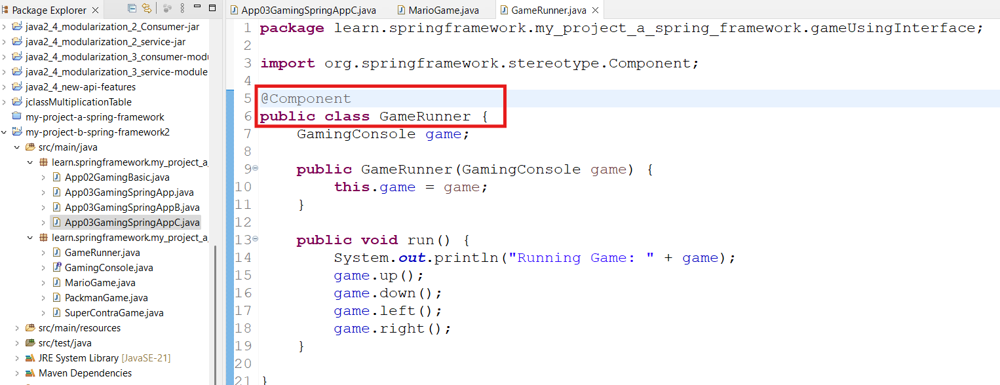 Package Explorer
java2_4_modularization_2_Consumer-jar
java2_4_modularization_2_service-jar
java2_4_modularization_3_consumer-modu
java2_4_modularization_3_service-module
java2_4_new-api-features
jclassMultiplicationTable
my-project-a-spring-framework
my-project-b-spring-framework2
src/main/java
learn.springframework.my_project_a_
App02GamingBasic.java
App03GamingSpringApp.java
App03GamingSpringAppB.java
App03GamingSpringAppC.java
learn.springframework.my_project_a_
GameRunner.java
GamingConsole.java
MarioGame.java
PackmanGame.java
SuperContraGame.java
src/main/resources
src/test/java
JRE System Library [JavaSE-21]
Maven Dependencies
App03GamingSpringAppC.java MarioGame.java GameRunner.java
1 package learn.springframework.my_project_a_spring_framework.gameUsingInterface;
2
3 import org.springframework.stereotype.Component;
4
5 @Component
6 public class GameRunner {
7 GamingConsole game;
8
9 public GameRunner(GamingConsole game) {
10 this.game = game;
11 }
12
13 public void run() {
14 System.out.println("Running Game: " + game);
15 game.up();
16 game.down();
17 game.left();
18 game.right();
19 }
20
21 }